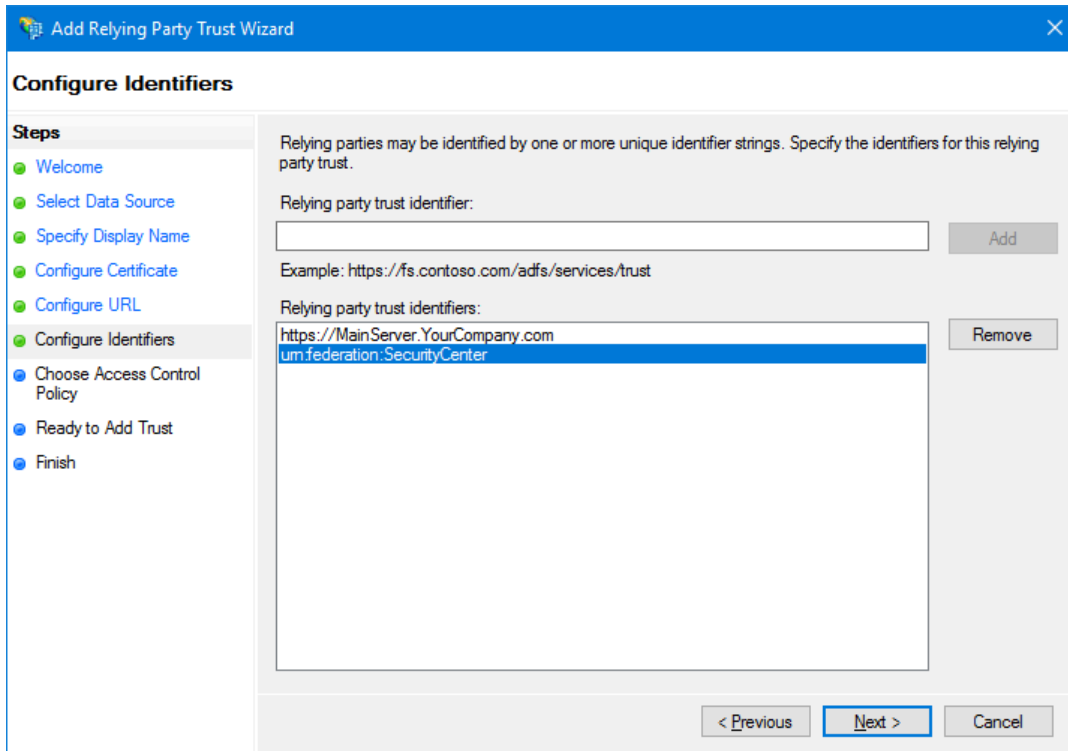 Add Relying Party Trust Wizard
Configure Identifiers
Steps
Welcome
Select Data Source
Specify Display Name
Configure Certificate
Configure URL
Configure Identifiers
Choose Access Control
Policy
Ready to Add Trust
Finish
Relying parties may be identified by one or more unique identifier strings. Specify the identifiers for this relying
party trust.
Relying party trust identifier:
Add
Example: https://fs.contoso.com/adfs/services/trust
Relying party trust identifiers:
https://MainServer.YourCompany.com
urn:federation:SecurityCenter
Remove
< Previous
Next >
Cancel